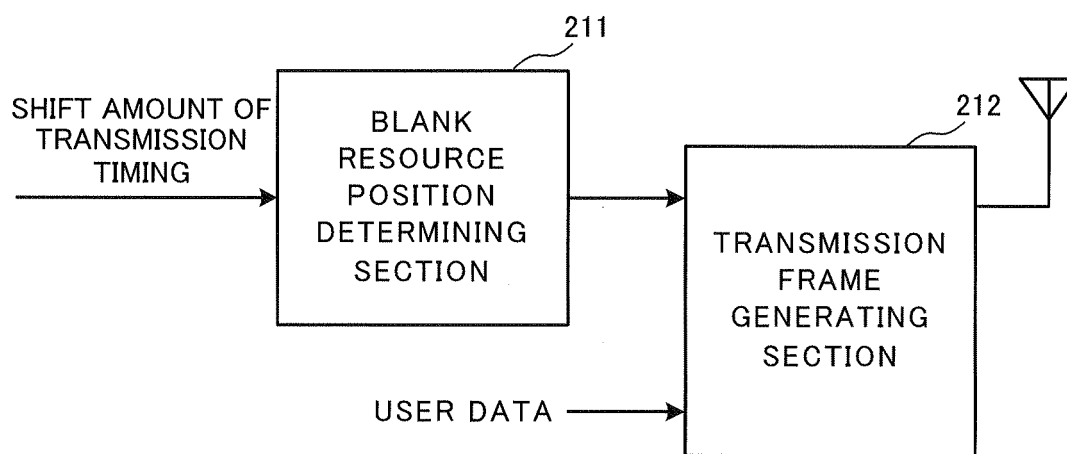 211
SHIFT AMOUNT OF
TRANSMISSION
TIMING
BLANK
RESOURCE
POSITION
DETERMINING
SECTION
212
TRANSMISSION
FRAME
GENERATING
SECTION
USER DATA